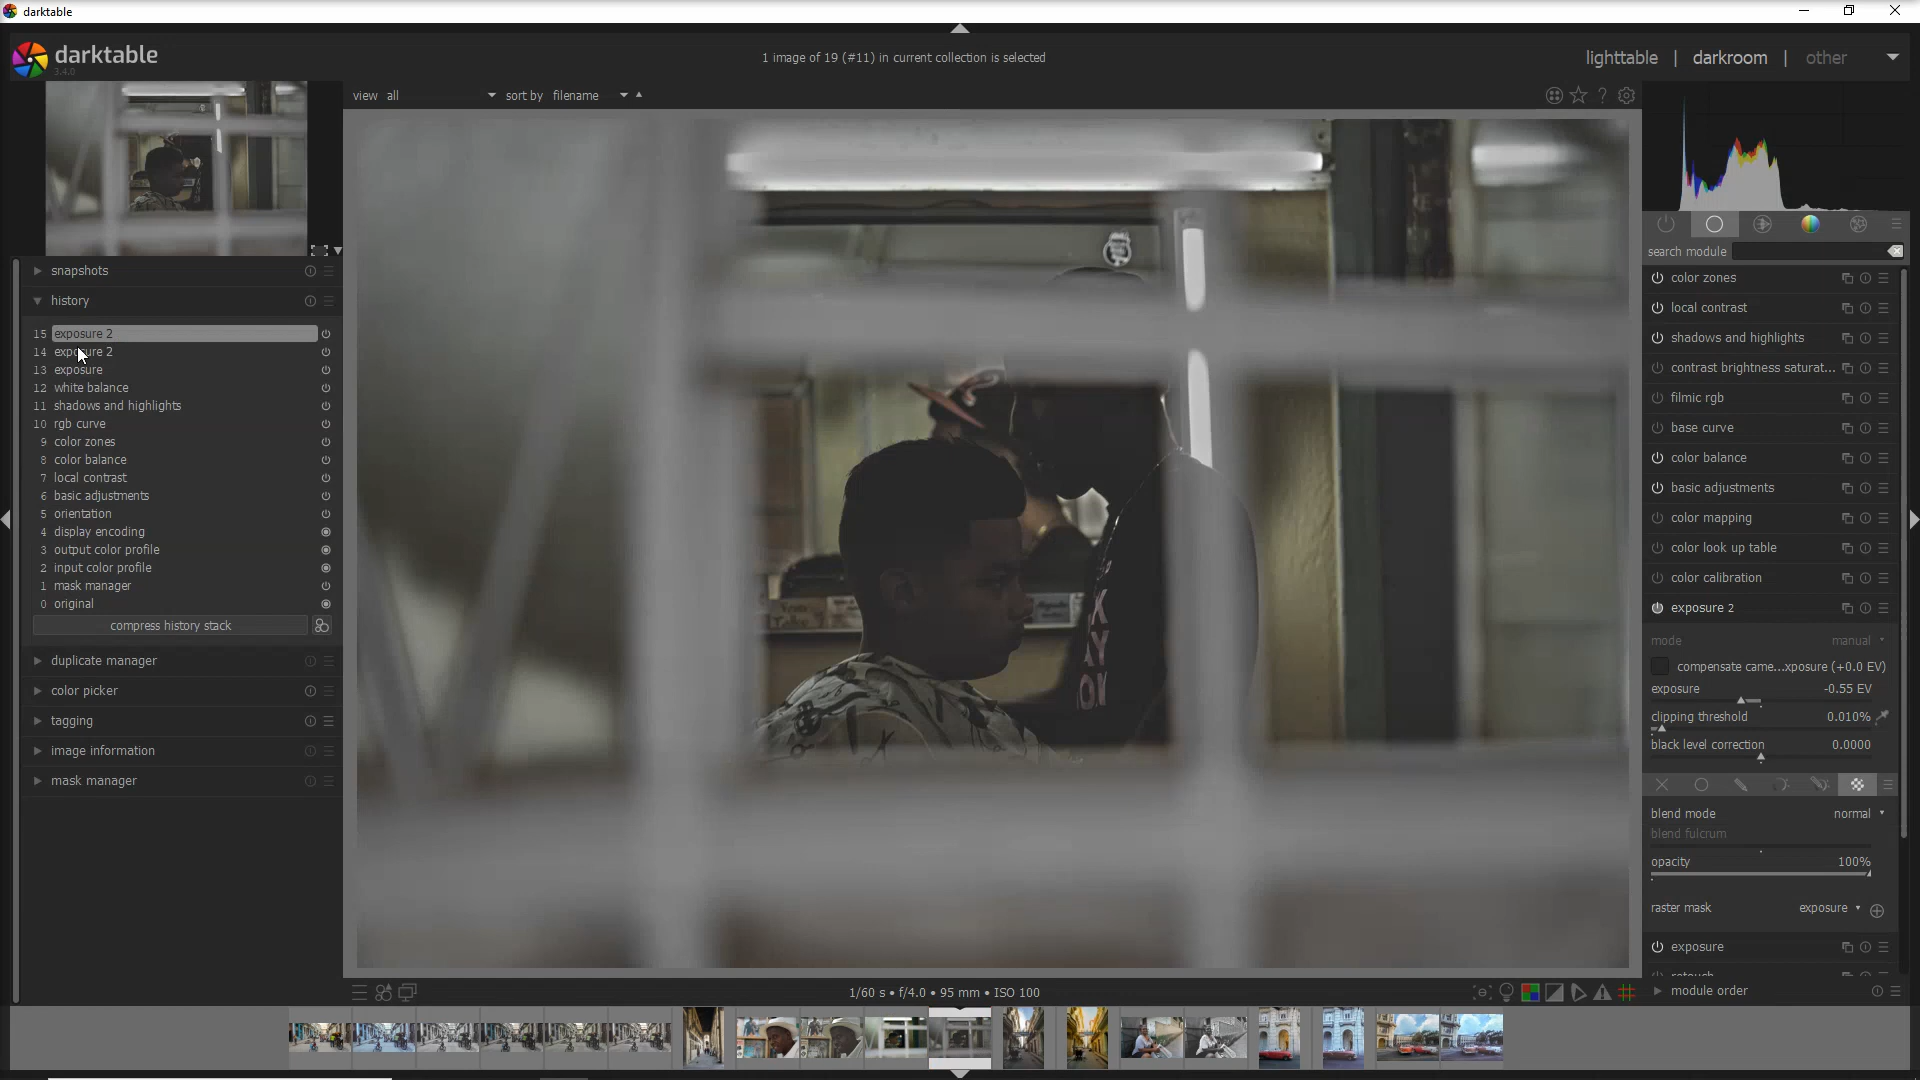 darktable
darktable
3.4.0
1 image of 19 (#11) in current collection is selected
lighttable | darkroom | other
view all sort by filename
search module
snapshots
history
15 exposure 2
14 exposure 2
13 exposure
12 white balance
11 shadows and highlights
10 rgb curve
9 color zones
8 color balance
7 local contrast
6 basic adjustments
5 orientation
4 display encoding
3 output color profile
2 input color profile
1 mask manager
0 original
compress history stack
duplicate manager
color picker
tagging
image information
mask manager
color zones
local contrast
shadows and highlights
contrast brightness saturat...
filmic rgb
base curve
color balance
basic adjustments
color mapping
color look up table
color calibration
exposure 2
mode manual
compensate came...xposure (+0.0 EV)
exposure -0.55 EV
clipping threshold 0.010%
black level correction 0.0000
blend mode normal
blend fulcrum
opacity 100%
raster mask exposure
exposure
retouch
module order
1/60 s • f/4.0 • 95 mm • ISO 100